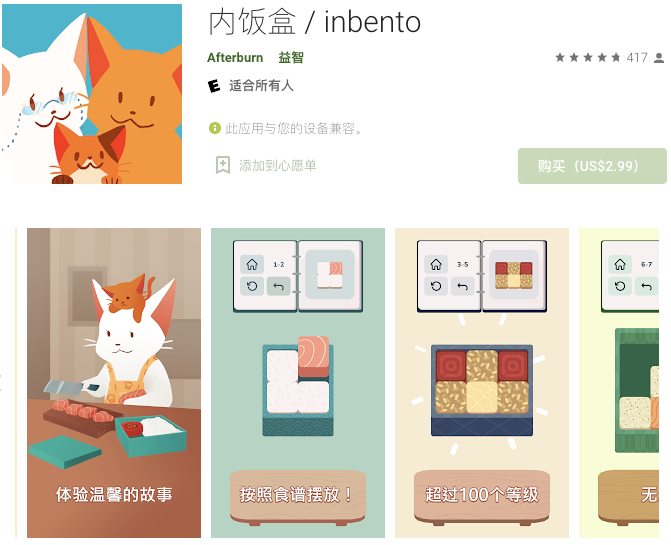 内饭盒 / inbento
Afterburn 益智
417
E 适合所有人
此应用与您的设备兼容。
添加到心愿单
购买（US$2.99）
1-2
3-5
6-7
体验温馨的故事
按照食谱摆放！
超过100个等级
无